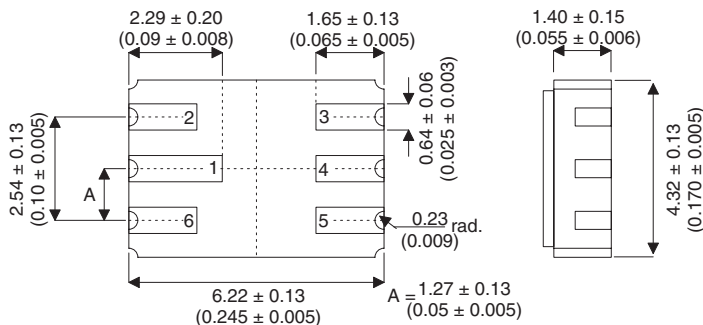 2.29 ± 0.20
(0.09 ± 0.008)
1.65 ± 0.13
(0.065 ± 0.005)
1.40 ± 0.15
(0.055 ± 0.006)
2
3
0.64 ± 0.06
(0.025 ± 0.003)
2.54 ± 0.13
(0.10 ± 0.005)
A
1
4
4.32 ± 0.13
(0.170 ± 0.005)
6
5
0.23 rad.
(0.009)
6.22 ± 0.13
(0.245 ± 0.005)
A = 1.27 ± 0.13
(0.05 ± 0.005)